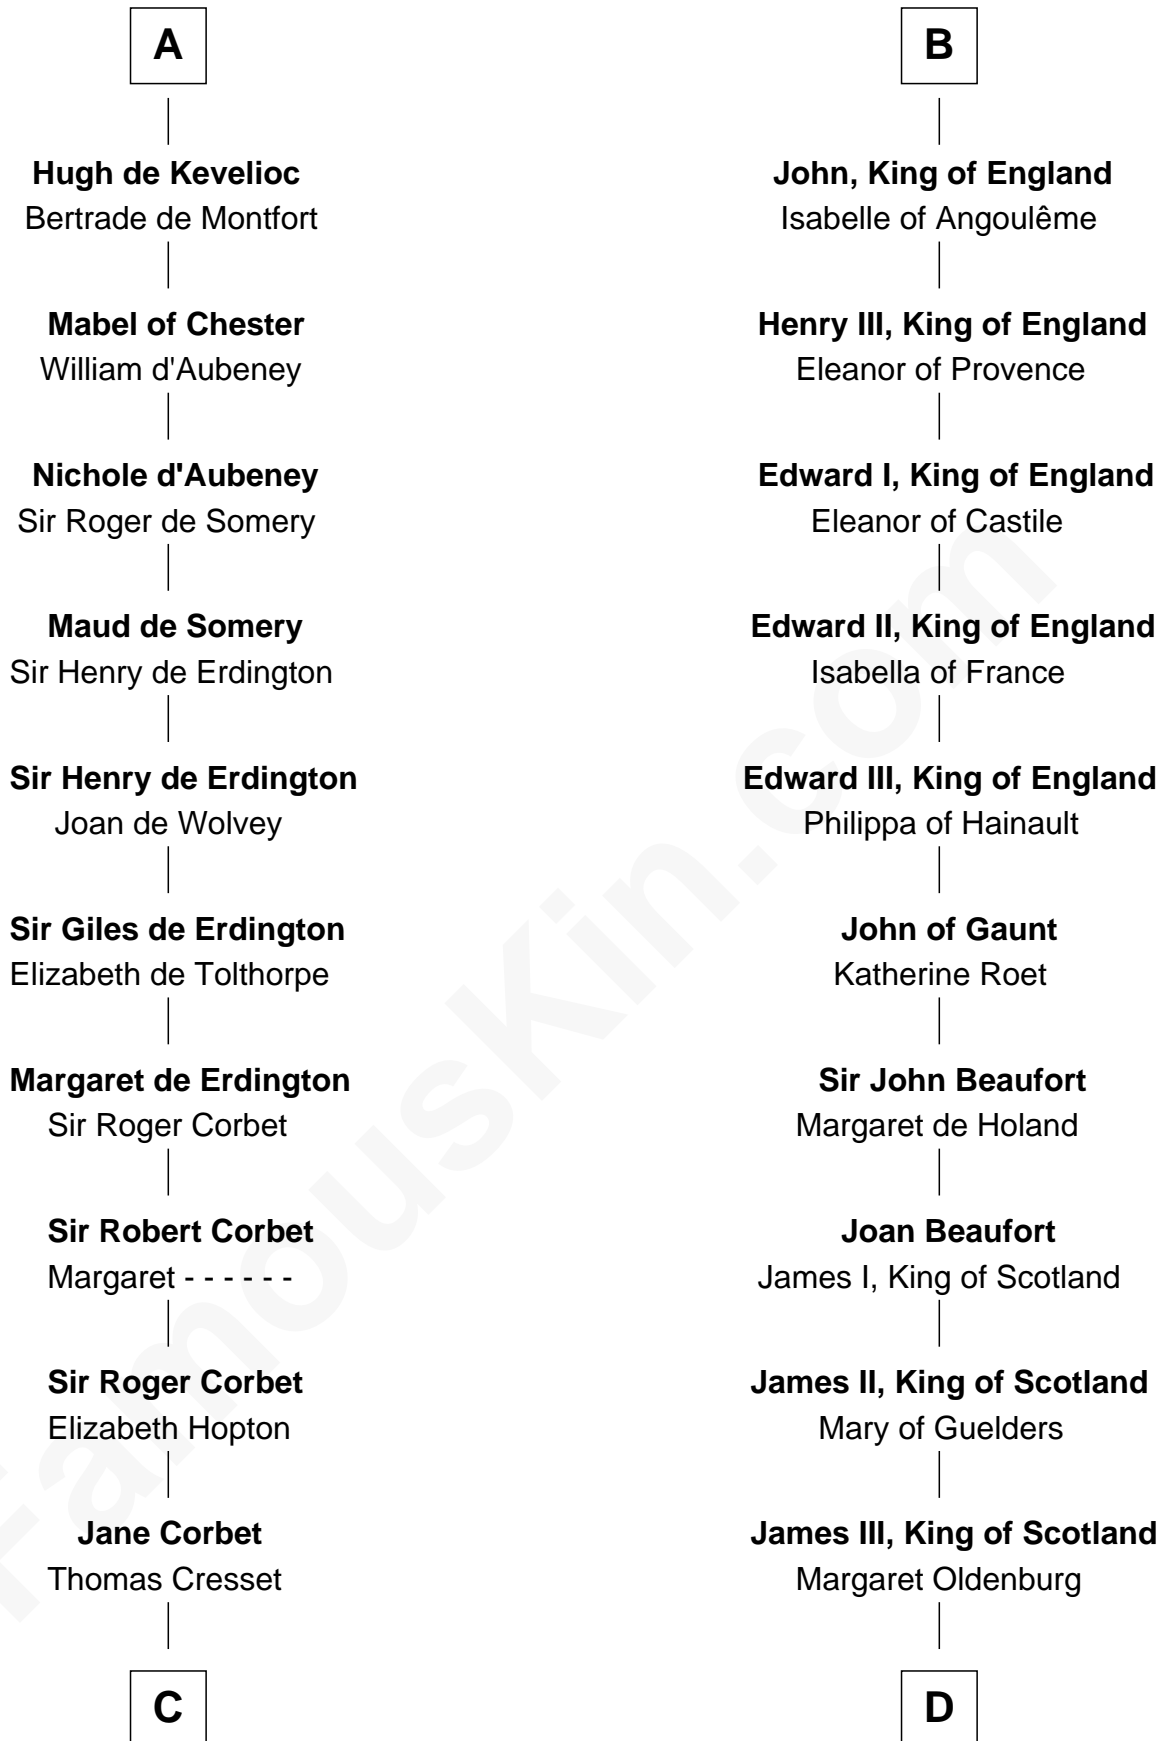 A
Hugh de Kevelioc
Bertrade de Montfort
Mabel of Chester
William d'Aubeney
Nichole d'Aubeney
Sir Roger de Somery
Maud de Somery
Sir Henry de Erdington
Sir Henry de Erdington
Joan de Wolvey
Sir Giles de Erdington
Elizabeth de Tolthorpe
Margaret de Erdington
Sir Roger Corbet
Sir Robert Corbet
Margaret - - - - - -
Sir Roger Corbet
Elizabeth Hopton
Jane Corbet
Thomas Cresset
C
B
John, King of England
Isabelle of Angoulême
Henry III, King of England
Eleanor of Provence
Edward I, King of England
Eleanor of Castile
Edward II, King of England
Isabella of France
Edward III, King of England
Philippa of Hainault
John of Gaunt
Katherine Roet
Sir John Beaufort
Margaret de Holand
Joan Beaufort
James I, King of Scotland
James II, King of Scotland
Mary of Guelders
James III, King of Scotland
Margaret Oldenburg
D
FamousKin.com